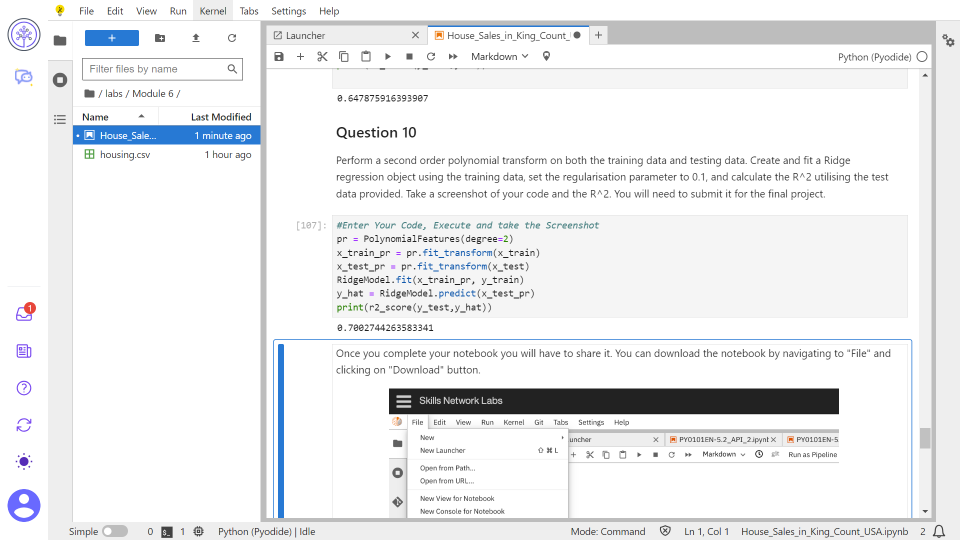 File Edit View Run Kernel Tabs Settings Help
+
Filter files by name
/ labs / Module 6 /
Name Last Modified
House_Sale... 1 minute ago
housing.csv 1 hour ago
Launcher
House_Sales_in_King_Count_
Markdown
Python (Pyodide)
0.647875916393907
Question 10
Perform a second order polynomial transform on both the training data and testing data. Create and fit a Ridge
regression object using the training data, set the regularisation parameter to 0.1, and calculate the R^2 utilising the test
data provided. Take a screenshot of your code and the R^2. You will need to submit it for the final project.
[107]:
#Enter Your Code, Execute and take the Screenshot
pr = PolynomialFeatures(degree=2)
x_train_pr = pr.fit_transform(x_train)
x_test_pr = pr.fit_transform(x_test)
RidgeModel.fit(x_train_pr, y_train)
y_hat = RidgeModel.predict(x_test_pr)
print(r2_score(y_test,y_hat))
0.7002744263583341
Once you complete your notebook you will have to share it. You can download the notebook by navigating to "File" and
clicking on "Download" button.
Skills Network Labs
File Edit View Run Kernel Git Tabs Settings Help
New
New Launcher ⇧ ⌘ L
Open from Path...
Open from URL...
New View for Notebook
New Console for Notebook
uncher
PY0101EN-5.2_API_2.ipynb
PY0101EN-5
Markdown
Run as Pipeline
1
Simple 0 1 Python (Pyodide) | Idle Mode: Command Ln 1, Col 1 House_Sales_in_King_Count_USA.ipynb 2